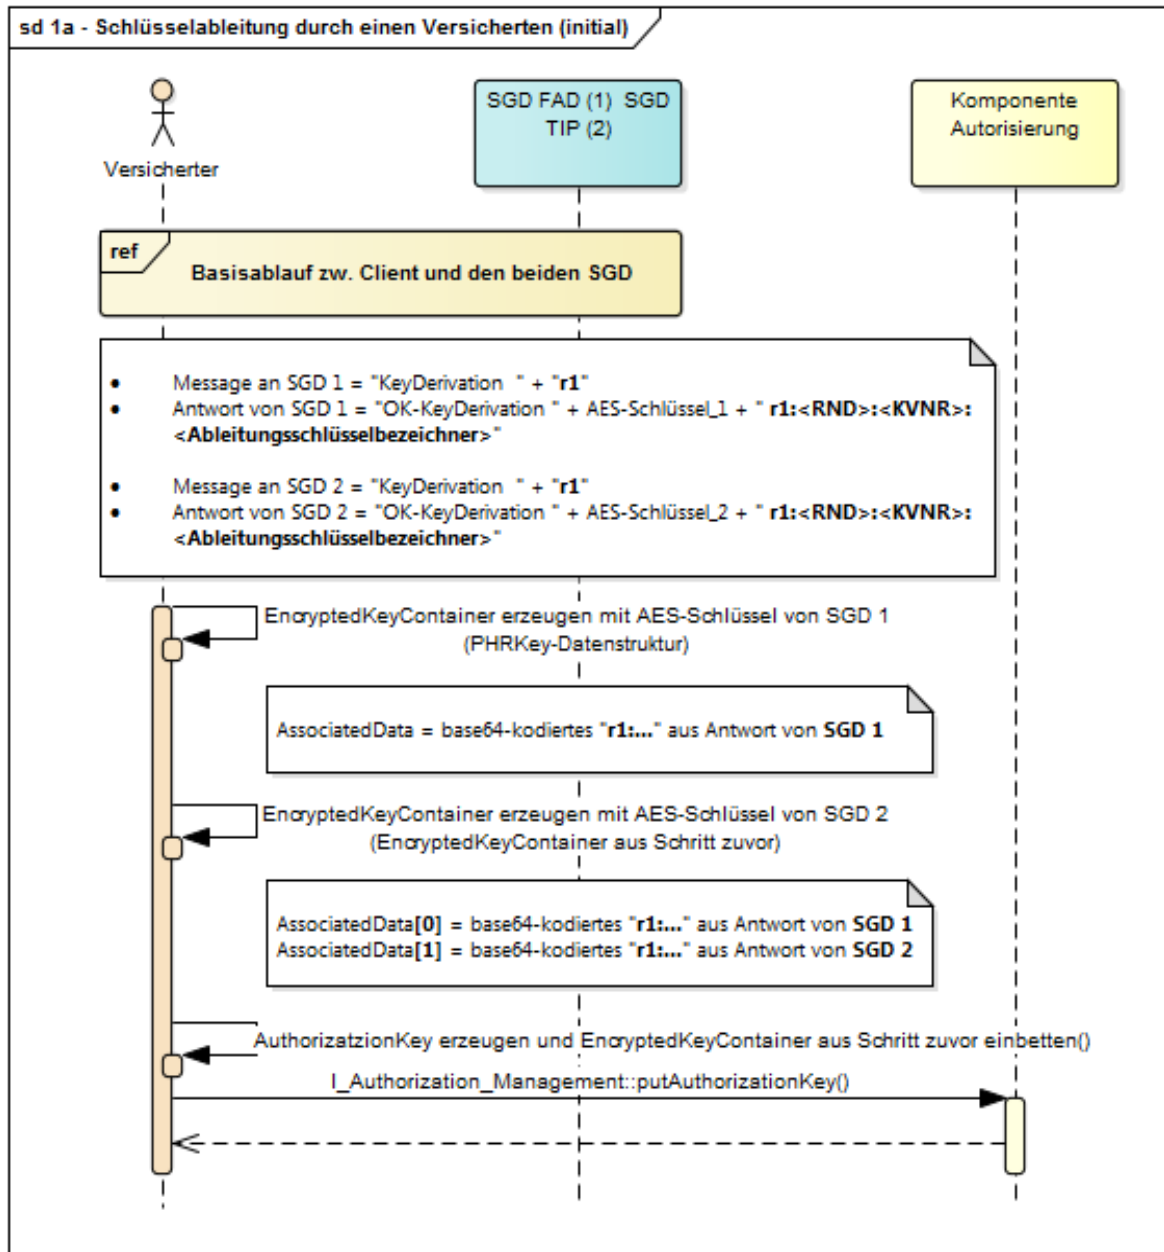 sd 1a - Schlüsselableitung durch einen Versicherten (initial)
SGD FAD (1)  SGD
TIP (2)
Komponente
Autorisierung
Versicherter
ref
Basisablauf zw. Client und den beiden SGD
• Message an SGD 1 = "KeyDerivation  " + "r1"
• Antwort von SGD 1 = "OK-KeyDerivation " + AES-Schlüssel_1 + " r1:<RND>:<KVNR>:
<Ableitungsschlüsselbezeichner>"
• Message an SGD 2 = "KeyDerivation  " + "r1"
• Antwort von SGD 2 = "OK-KeyDerivation " + AES-Schlüssel_2 + " r1:<RND>:<KVNR>:
<Ableitungsschlüsselbezeichner>"
EncryptedKeyContainer erzeugen mit AES-Schlüssel von SGD 1
(PHRKey-Datenstruktur)
AssociatedData = base64-kodiertes "r1:..." aus Antwort von SGD 1
EncryptedKeyContainer erzeugen mit AES-Schlüssel von SGD 2
(EncryptedKeyContainer aus Schritt zuvor)
AssociatedData[0] = base64-kodiertes "r1:..." aus Antwort von SGD 1
AssociatedData[1] = base64-kodiertes "r1:..." aus Antwort von SGD 2
AuthorizatzionKey erzeugen und EncryptedKeyContainer aus Schritt zuvor einbetten()
I_Authorization_Management::putAuthorizationKey()